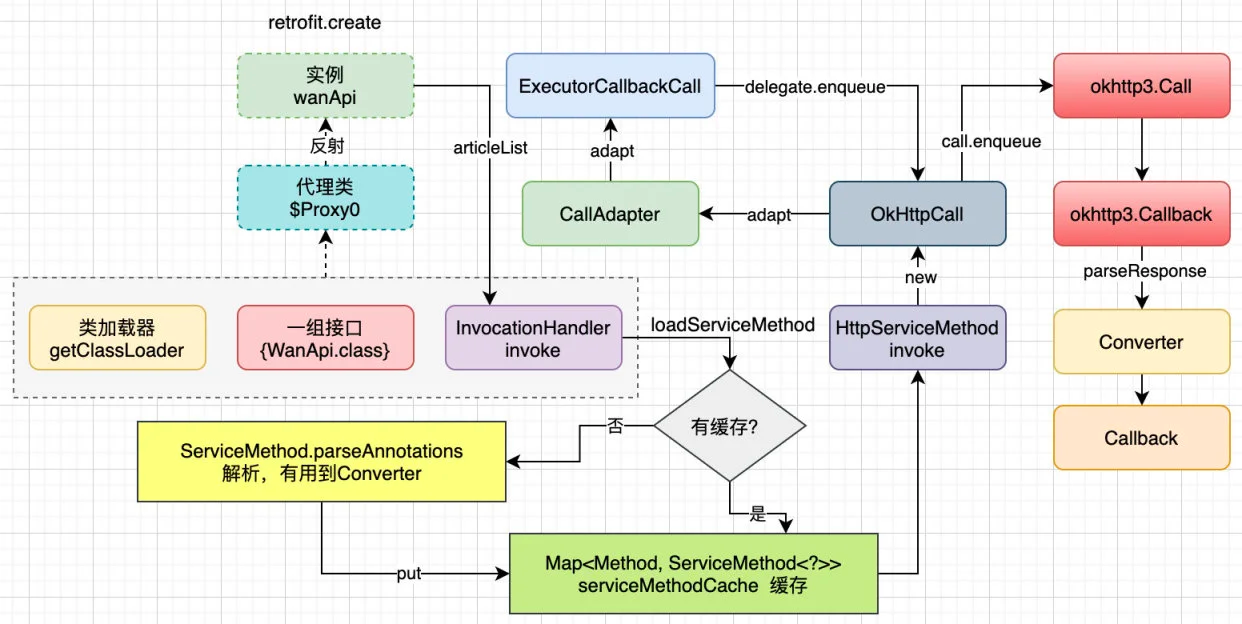 retrofit.create
实例
wanApi
反射
代理类
$Proxy0
articleList
ExecutorCallbackCall
delegate.enqueue
adapt
CallAdapter
adapt
OkHttpCall
call.enqueue
okhttp3.Call
okhttp3.Callback
parseResponse
Converter
Callback
new
HttpServiceMethod
invoke
类加载器
getClassLoader
一组接口
{WanApi.class}
InvocationHandler
invoke
loadServiceMethod
有缓存?
否
是
ServiceMethod.parseAnnotations
解析，有用到Converter
put
Map<Method, ServiceMethod<?>>
serviceMethodCache 缓存